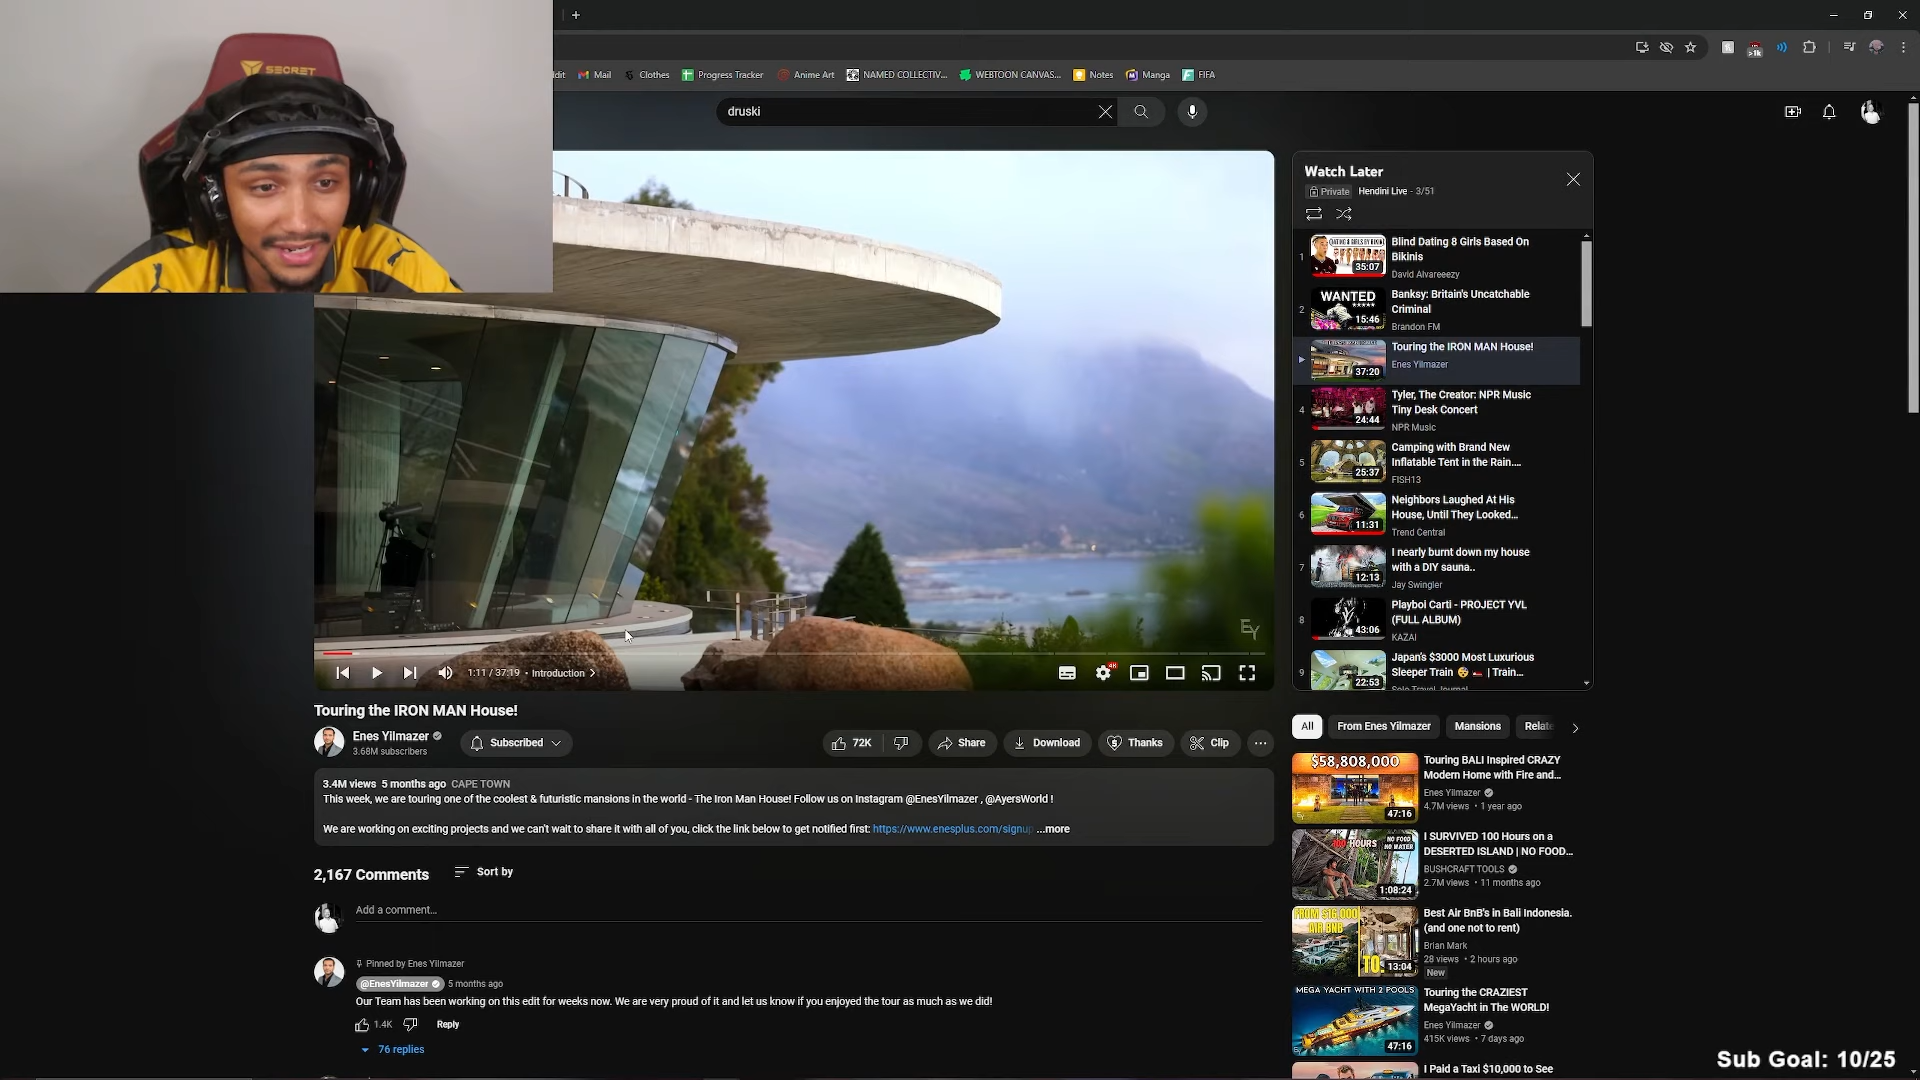 SECRET
Mail
Clothes
Progress Tracker
Anime Art
NAMED COLLECTIV...
WEBTOON CANVAS...
Notes
Manga
FIFA
druski
Watch Later
Private
Hendini Live - 3/51
1
35:07
Blind Dating 8 Girls Based On
Bikinis
David Alvareeezy
2
WANTED
15:46
Banksy: Britain's Uncatchable
Criminal
Brandon FM
37:20
Touring the IRON MAN House!
Enes Yilmazer
4
24:44
Tyler, The Creator: NPR Music
Tiny Desk Concert
NPR Music
5
25:37
Camping with Brand New
Inflatable Tent in the Rain....
FISH13
6
11:31
Neighbors Laughed At His
House, Until They Looked...
Trend Central
7
12:13
I nearly burnt down my house
with a DIY sauna..
Jay Swingler
8
43:06
Playboi Carti - PROJECT YVL
(FULL ALBUM)
KAZAI
9
22:53
Japan's $3000 Most Luxurious
Sleeper Train 😴 🚄 | Train...
Solo Travel Journal
EY
1:11 / 37:19 • Introduction
Touring the IRON MAN House!
Enes Yilmazer
3.68M subscribers
Subscribed
72K
Share
Download
Thanks
Clip
3.4M views 5 months ago CAPE TOWN
This week, we are touring one of the coolest & futuristic mansions in the world - The Iron Man House! Follow us on Instagram @EnesYilmazer , @AyersWorld !
We are working on exciting projects and we can't wait to share it with all of you, click the link below to get notified first: https://www.enesplus.com/signup ...more
2,167 Comments
Sort by
Add a comment...
Pinned by Enes Yilmazer
@EnesYilmazer 5 months ago
Our Team has been working on this edit for weeks now. We are very proud of it and let us know if you enjoyed the tour as much as we did!
1.4K
Reply
76 replies
All
From Enes Yilmazer
Mansions
Relate
$58,808,000
47:16
Touring BALI Inspired CRAZY
Modern Home with Fire and...
Enes Yilmazer
4.7M views • 1 year ago
NO FOOD
NO WATER
HOURS
1:08:24
I SURVIVED 100 Hours on a
DESERTED ISLAND | NO FOOD...
BUSHCRAFT TOOLS
2.7M views • 11 months ago
FROM $16,000
AIR BNB
TO:
13:04
Best Air BnB's in Bali Indonesia.
(and one not to rent)
Brian Mark
28 views • 2 hours ago
New
MEGA YACHT WITH 2 POOLS
47:16
Touring the CRAZIEST
MegaYacht in The WORLD!
Enes Yilmazer
415K views • 7 days ago
I Paid a Taxi $10,000 to See
Sub Goal: 10/25